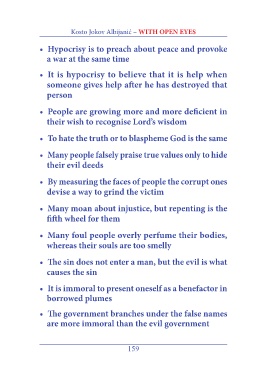 Kosto Jokov Albijanić – WITH OPEN EYES
• Hypocrisy is to preach about peace and provoke
a war at the same time
• It is hypocrisy to believe that it is help when
someone gives help after he has destroyed that
person
• People are growing more and more deficient in
their wish to recognise Lord's wisdom
• To hate the truth or to blaspheme God is the same
• Many people falsely praise true values only to hide
their evil deeds
• By measuring the faces of people the corrupt ones
devise a way to grind the victim
• Many moan about injustice, but repenting is the
fifth wheel for them
• Many foul people overly perfume their bodies,
whereas their souls are too smelly
• The sin does not enter a man, but the evil is what
causes the sin
• It is immoral to present oneself as a benefactor in
borrowed plumes
• The government branches under the false names
are more immoral than the evil government
159